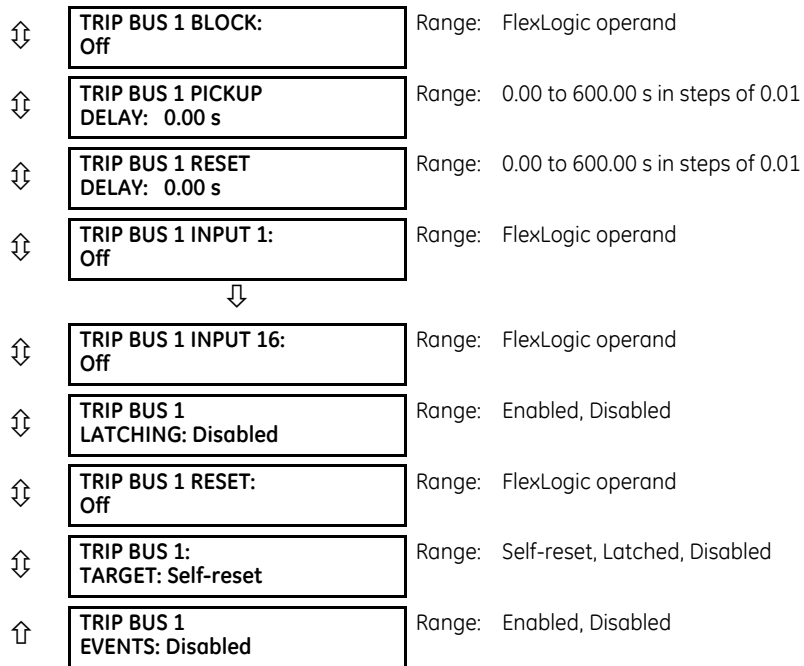 TRIP BUS 1 BLOCK:
Off
Range: FlexLogic operand
TRIP BUS 1 PICKUP
DELAY: 0.00 s
Range: 0.00 to 600.00 s in steps of 0.01
TRIP BUS 1 RESET
DELAY: 0.00 s
Range: 0.00 to 600.00 s in steps of 0.01
TRIP BUS 1 INPUT 1:
Off
Range: FlexLogic operand
TRIP BUS 1 INPUT 16:
Off
Range: FlexLogic operand
TRIP BUS 1
LATCHING: Disabled
Range: Enabled, Disabled
TRIP BUS 1 RESET:
Off
Range: FlexLogic operand
TRIP BUS 1:
TARGET: Self-reset
Range: Self-reset, Latched, Disabled
TRIP BUS 1
EVENTS: Disabled
Range: Enabled, Disabled